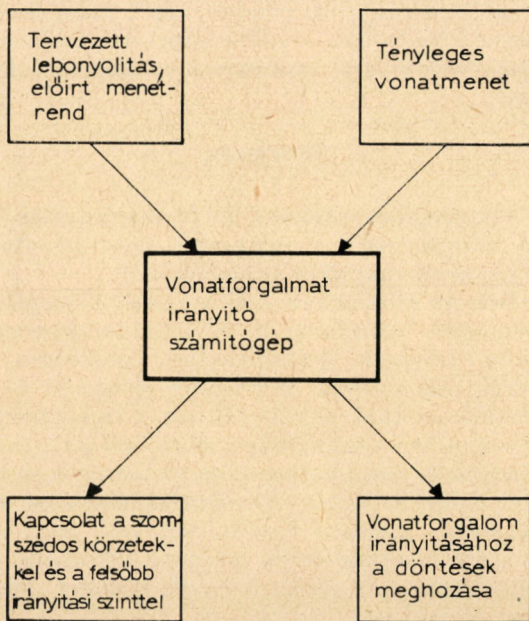 Tervezett
lebonyolitás,
előirt menet-
rend
Tényleges
vonatmenet
Vonatforgalmat
irányitó
számitógép
Kapcsolat a szom-
szédos körzetek-
kel és a felsőbb
irányitási szinttel
Vonatforgalom
irányitásához
a döntések
meghozása